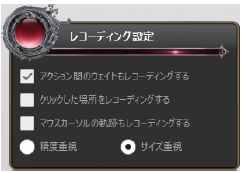 レコーディング設定
アクション間のウェイトもレコーディングする
クリックした場所をレコーディングする
マウスカーソルの軌跡もレコーディングする
精度重視 サイズ重視